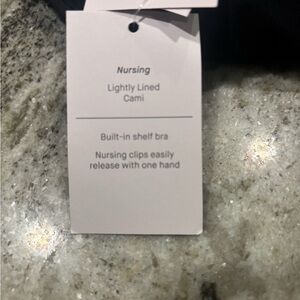 Nursing
Lightly Lined
Cami
Built-in shelf bra
Nursing clips easily
release with one hand